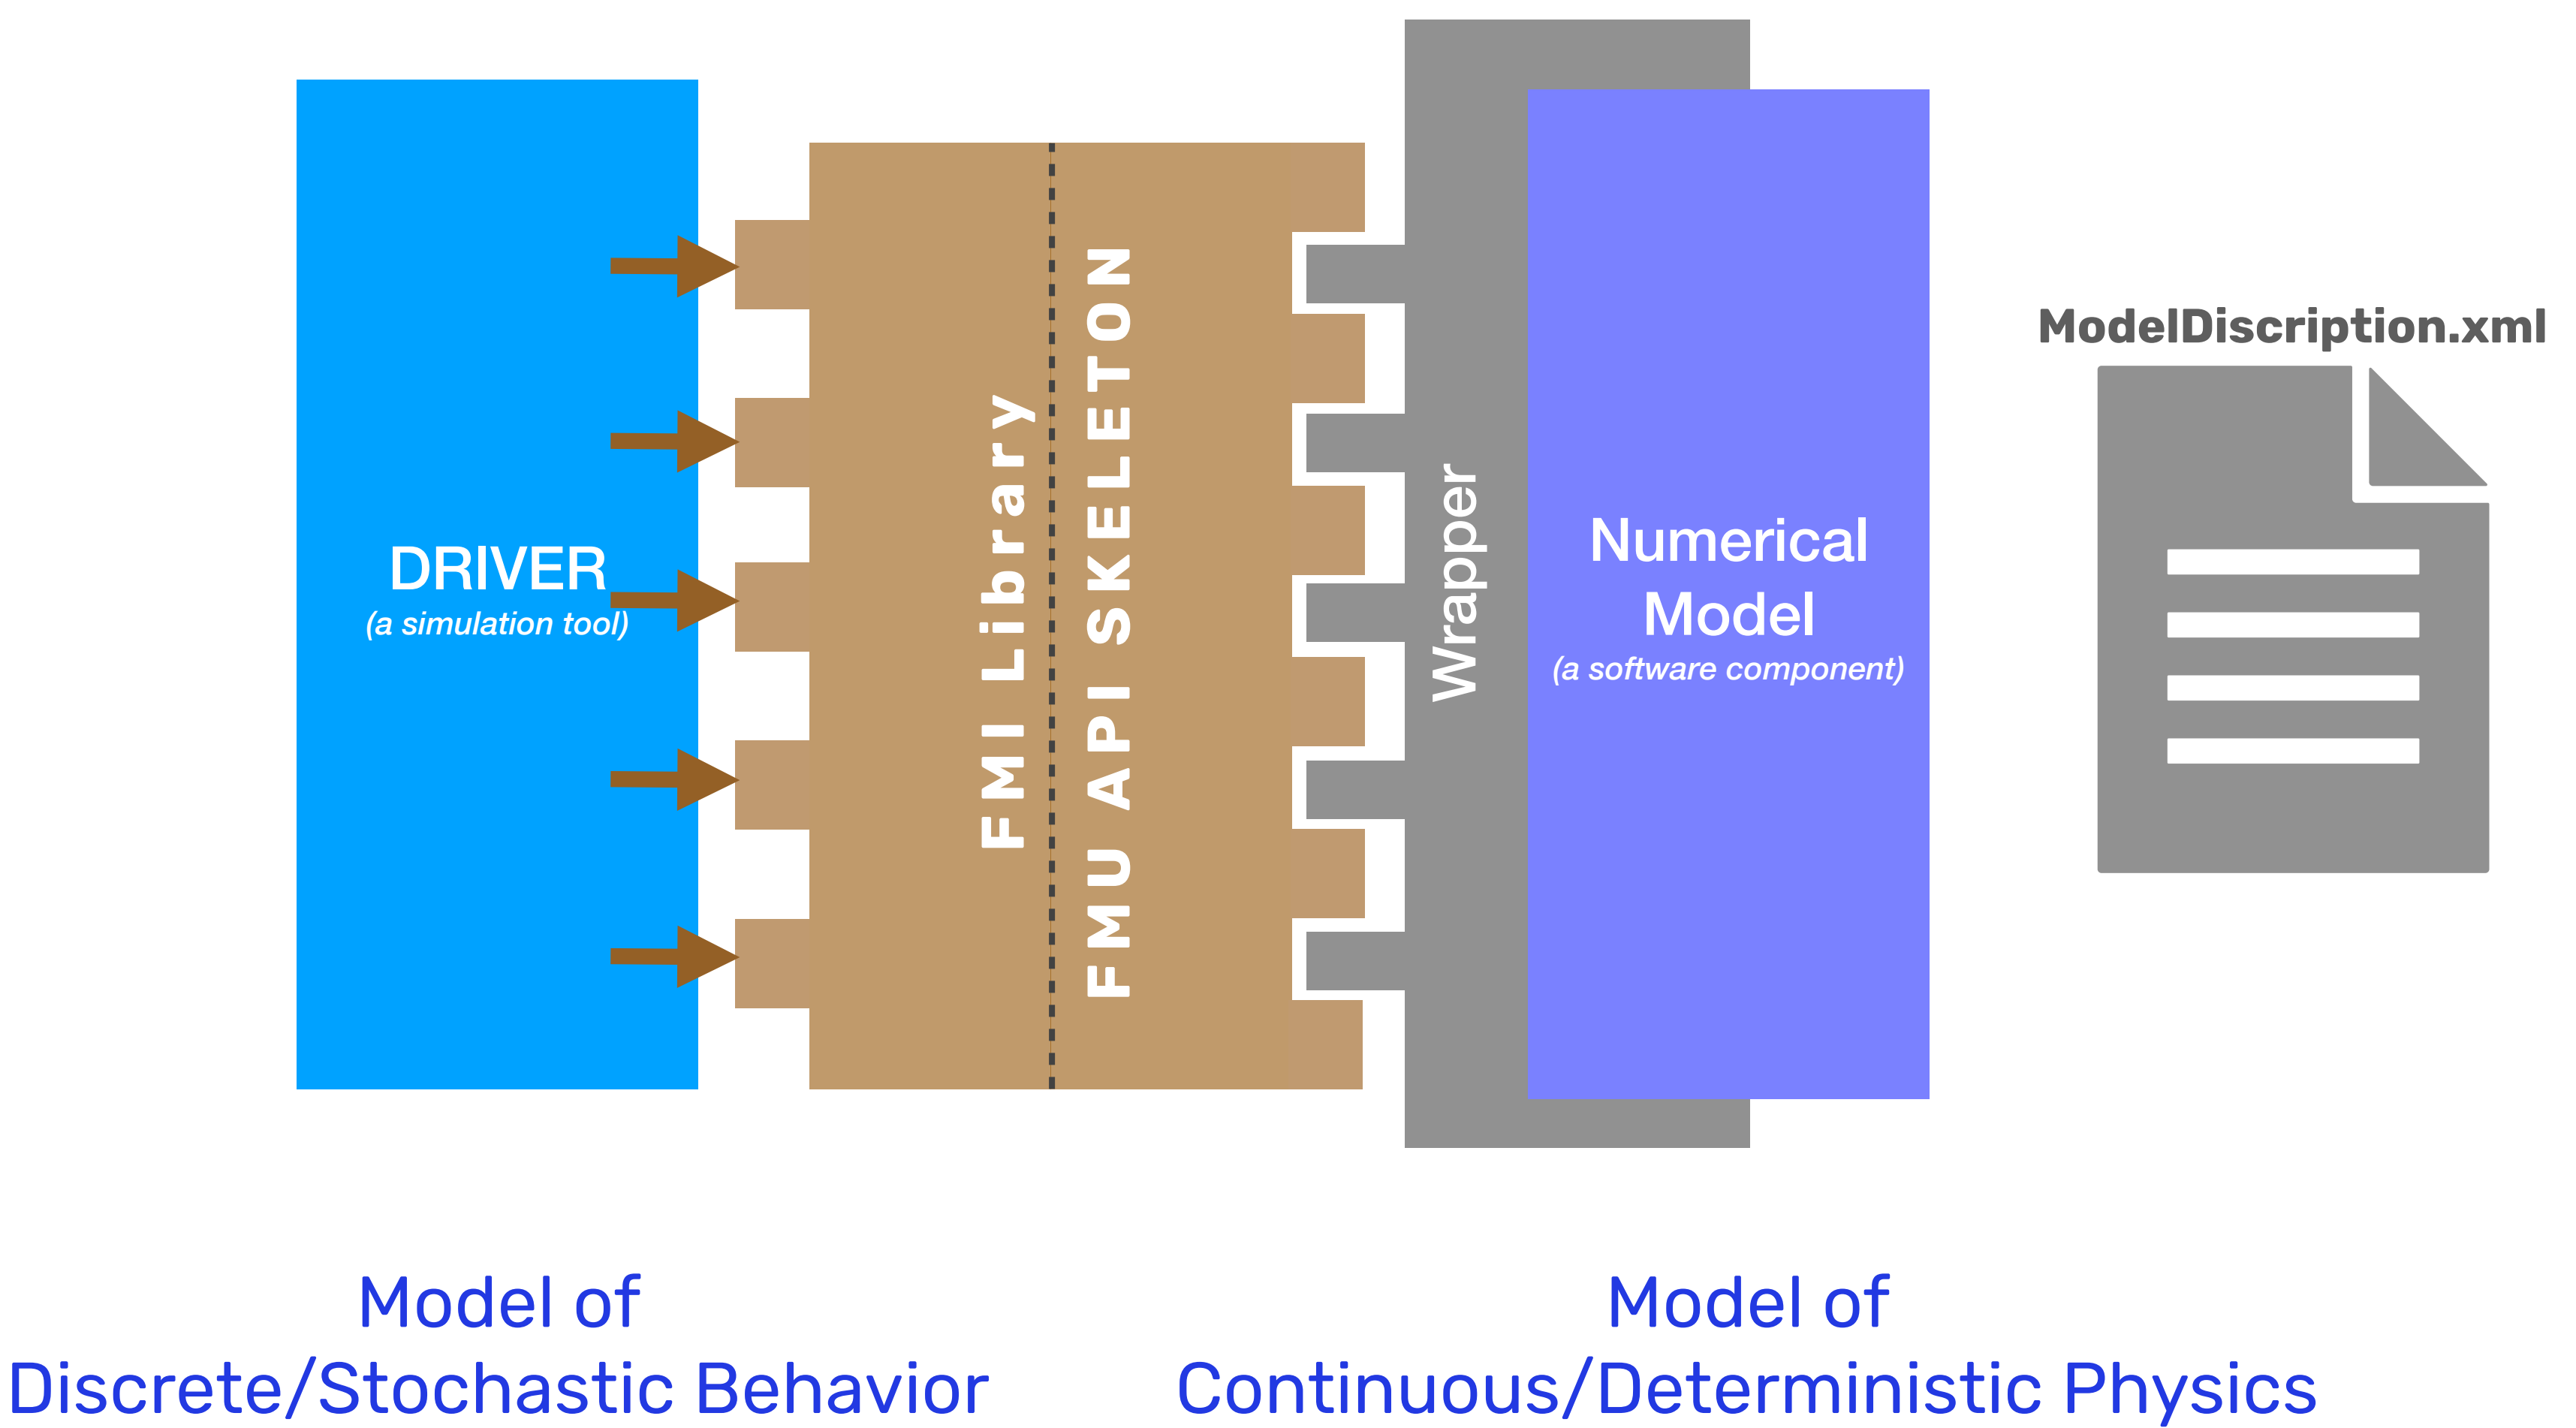 DRIVER
(a simulation tool)
FMI Library
FMU API SKELETON
Wrapper
Numerical
Model
(a software component)
ModelDiscription.xml
Model of
Discrete/Stochastic Behavior
Model of
Continuous/Deterministic Physics